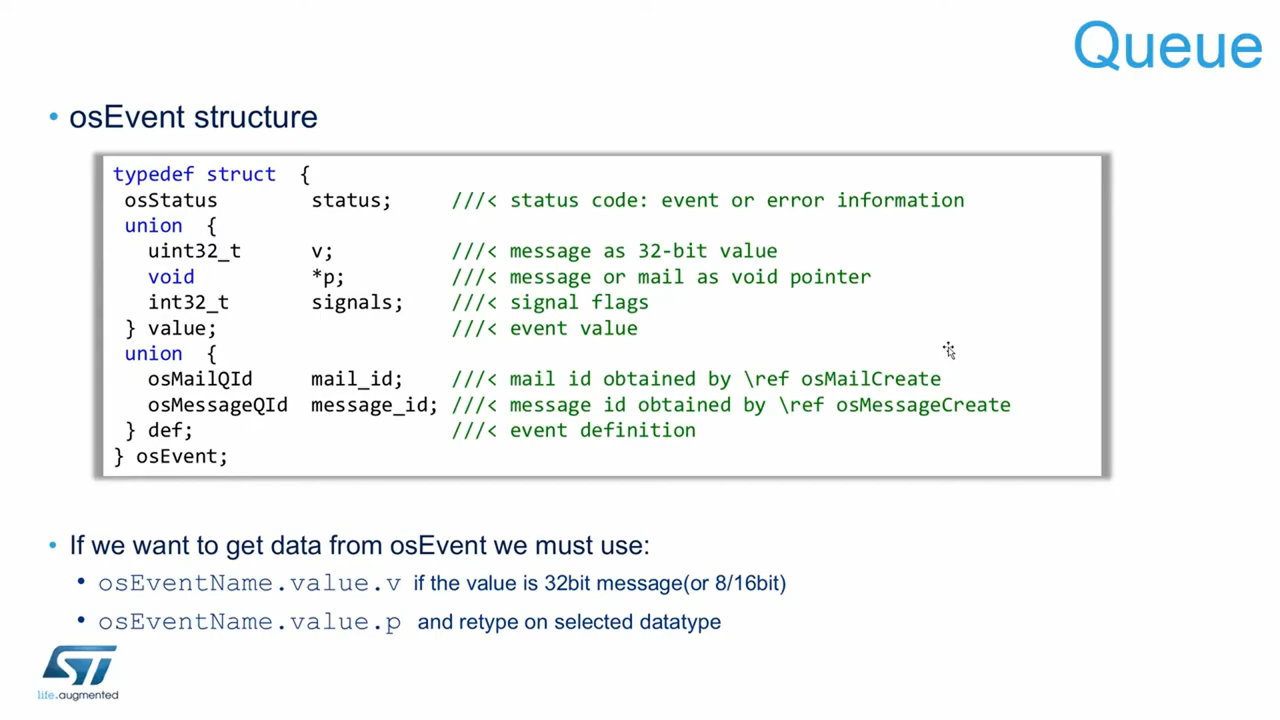 Queue
• osEvent structure
typedef struct  {
 osStatus        status;     ///< status code: event or error information
 union  {
   uint32_t      v;          ///< message as 32-bit value
   void          *p;         ///< message or mail as void pointer
   int32_t       signals;    ///< signal flags
 } value;                    ///< event value
 union  {
   osMailQId     mail_id;    ///< mail id obtained by \ref osMailCreate
   osMessageQId  message_id; ///< message id obtained by \ref osMessageCreate
 } def;                      ///< event definition
} osEvent;
• If we want to get data from osEvent we must use:
• osEventName.value.v if the value is 32bit message(or 8/16bit)
• osEventName.value.p and retype on selected datatype
ST
life.augmented